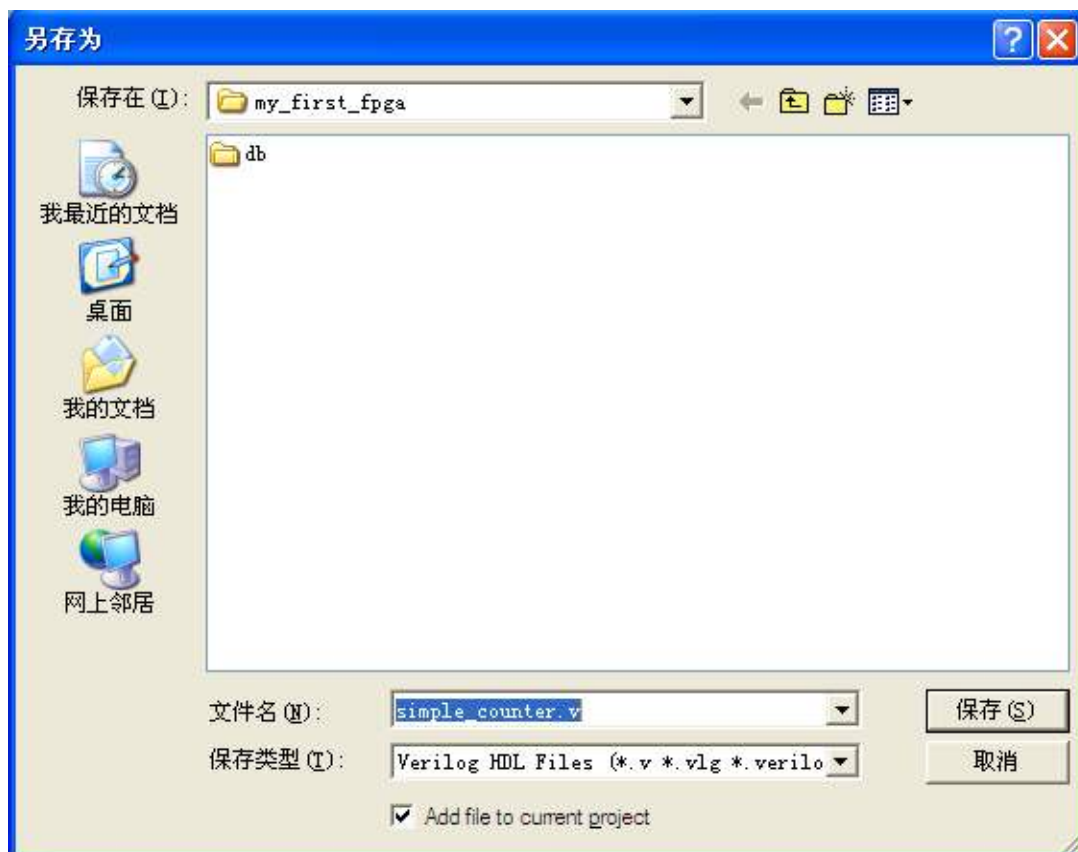 另存为
保存在(I):
my_first_fpga
db
我最近的文档
桌面
我的文档
我的电脑
网上邻居
文件名(N):
simple_counter.v
保存(S)
保存类型(T):
Verilog HDL Files (*.v *.vlg *.verilo
取消
Add file to current project